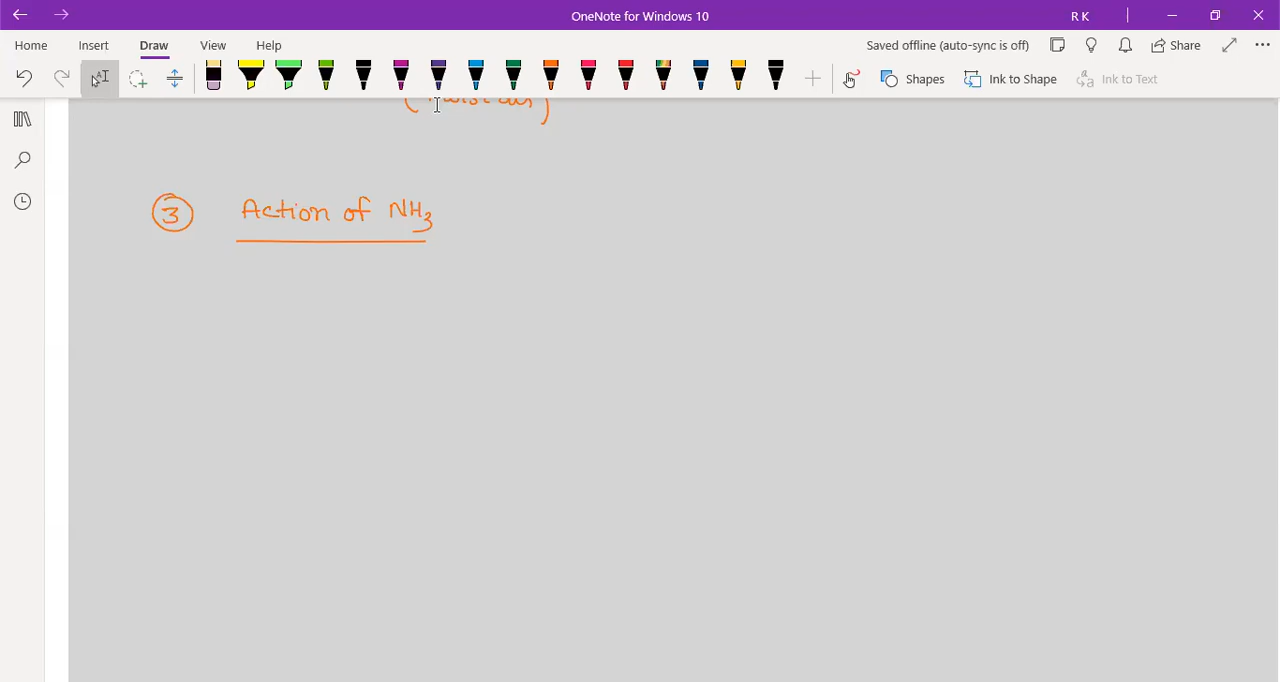 OneNote for Windows 10
R K
Home Insert Draw View Help
Saved offline (auto-sync is off) Share
Shapes Ink to Shape Ink to Text
③ Action of NH₃